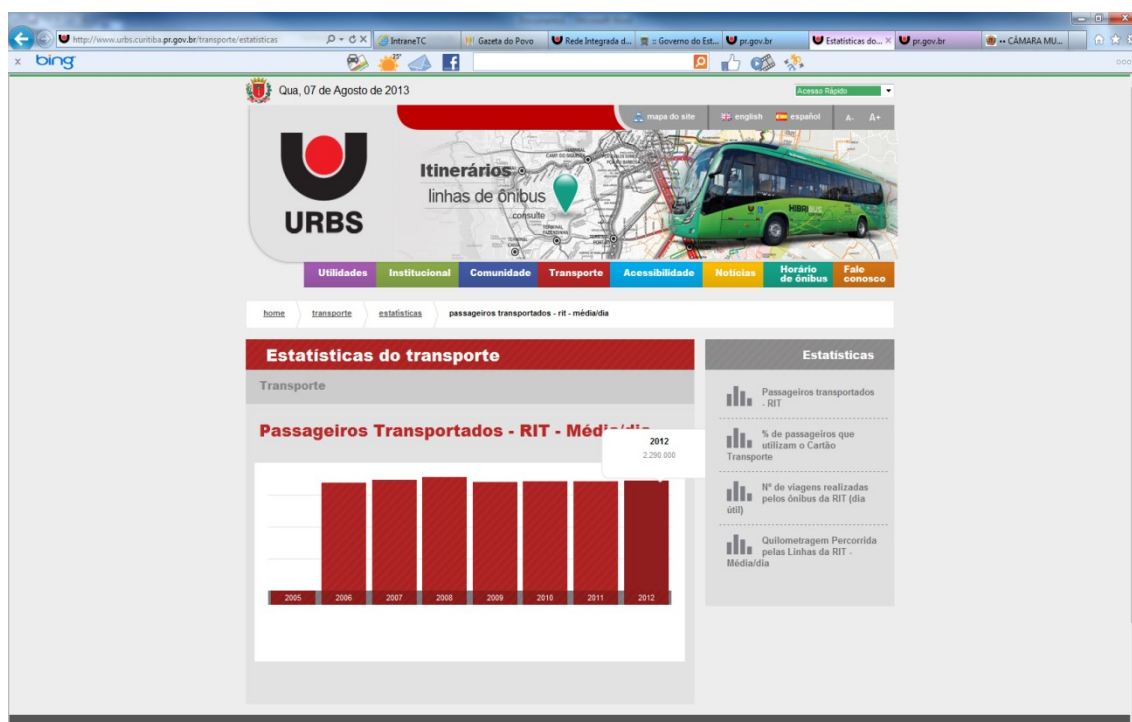 http://www.urbs.curitiba.pr.gov.br/transporte/estatisticas
IntraneTC
Gazeta do Povo
Rede Integrada d...
:: Governo do Est...
pr.gov.br
Estatísticas do...
pr.gov.br
•• CÂMARA MU...
x bing
25°
Qua, 07 de Agosto de 2013
Acesso Rápido
mapa do site
english
español
A-
A+
URBS
Itinerários
linhas de ônibus
consulte
HIBRIBUS
Utilidades
Institucional
Comunidade
Transporte
Acessibilidade
Notícias
Horário
de ônibus
Fale
conosco
home
transporte
estatísticas
passageiros transportados - rit - média/dia
Estatísticas do transporte
Transporte
Passageiros Transportados - RIT - Média/dia
2012
2.290.000
2005
2006
2007
2008
2009
2010
2011
2012
Estatísticas
Passageiros transportados
- RIT
% de passageiros que
utilizam o Cartão
Transporte
Nº de viagens realizadas
pelos ônibus da RIT (dia
útil)
Quilometragem Percorrida
pelas Linhas da RIT -
Média/dia